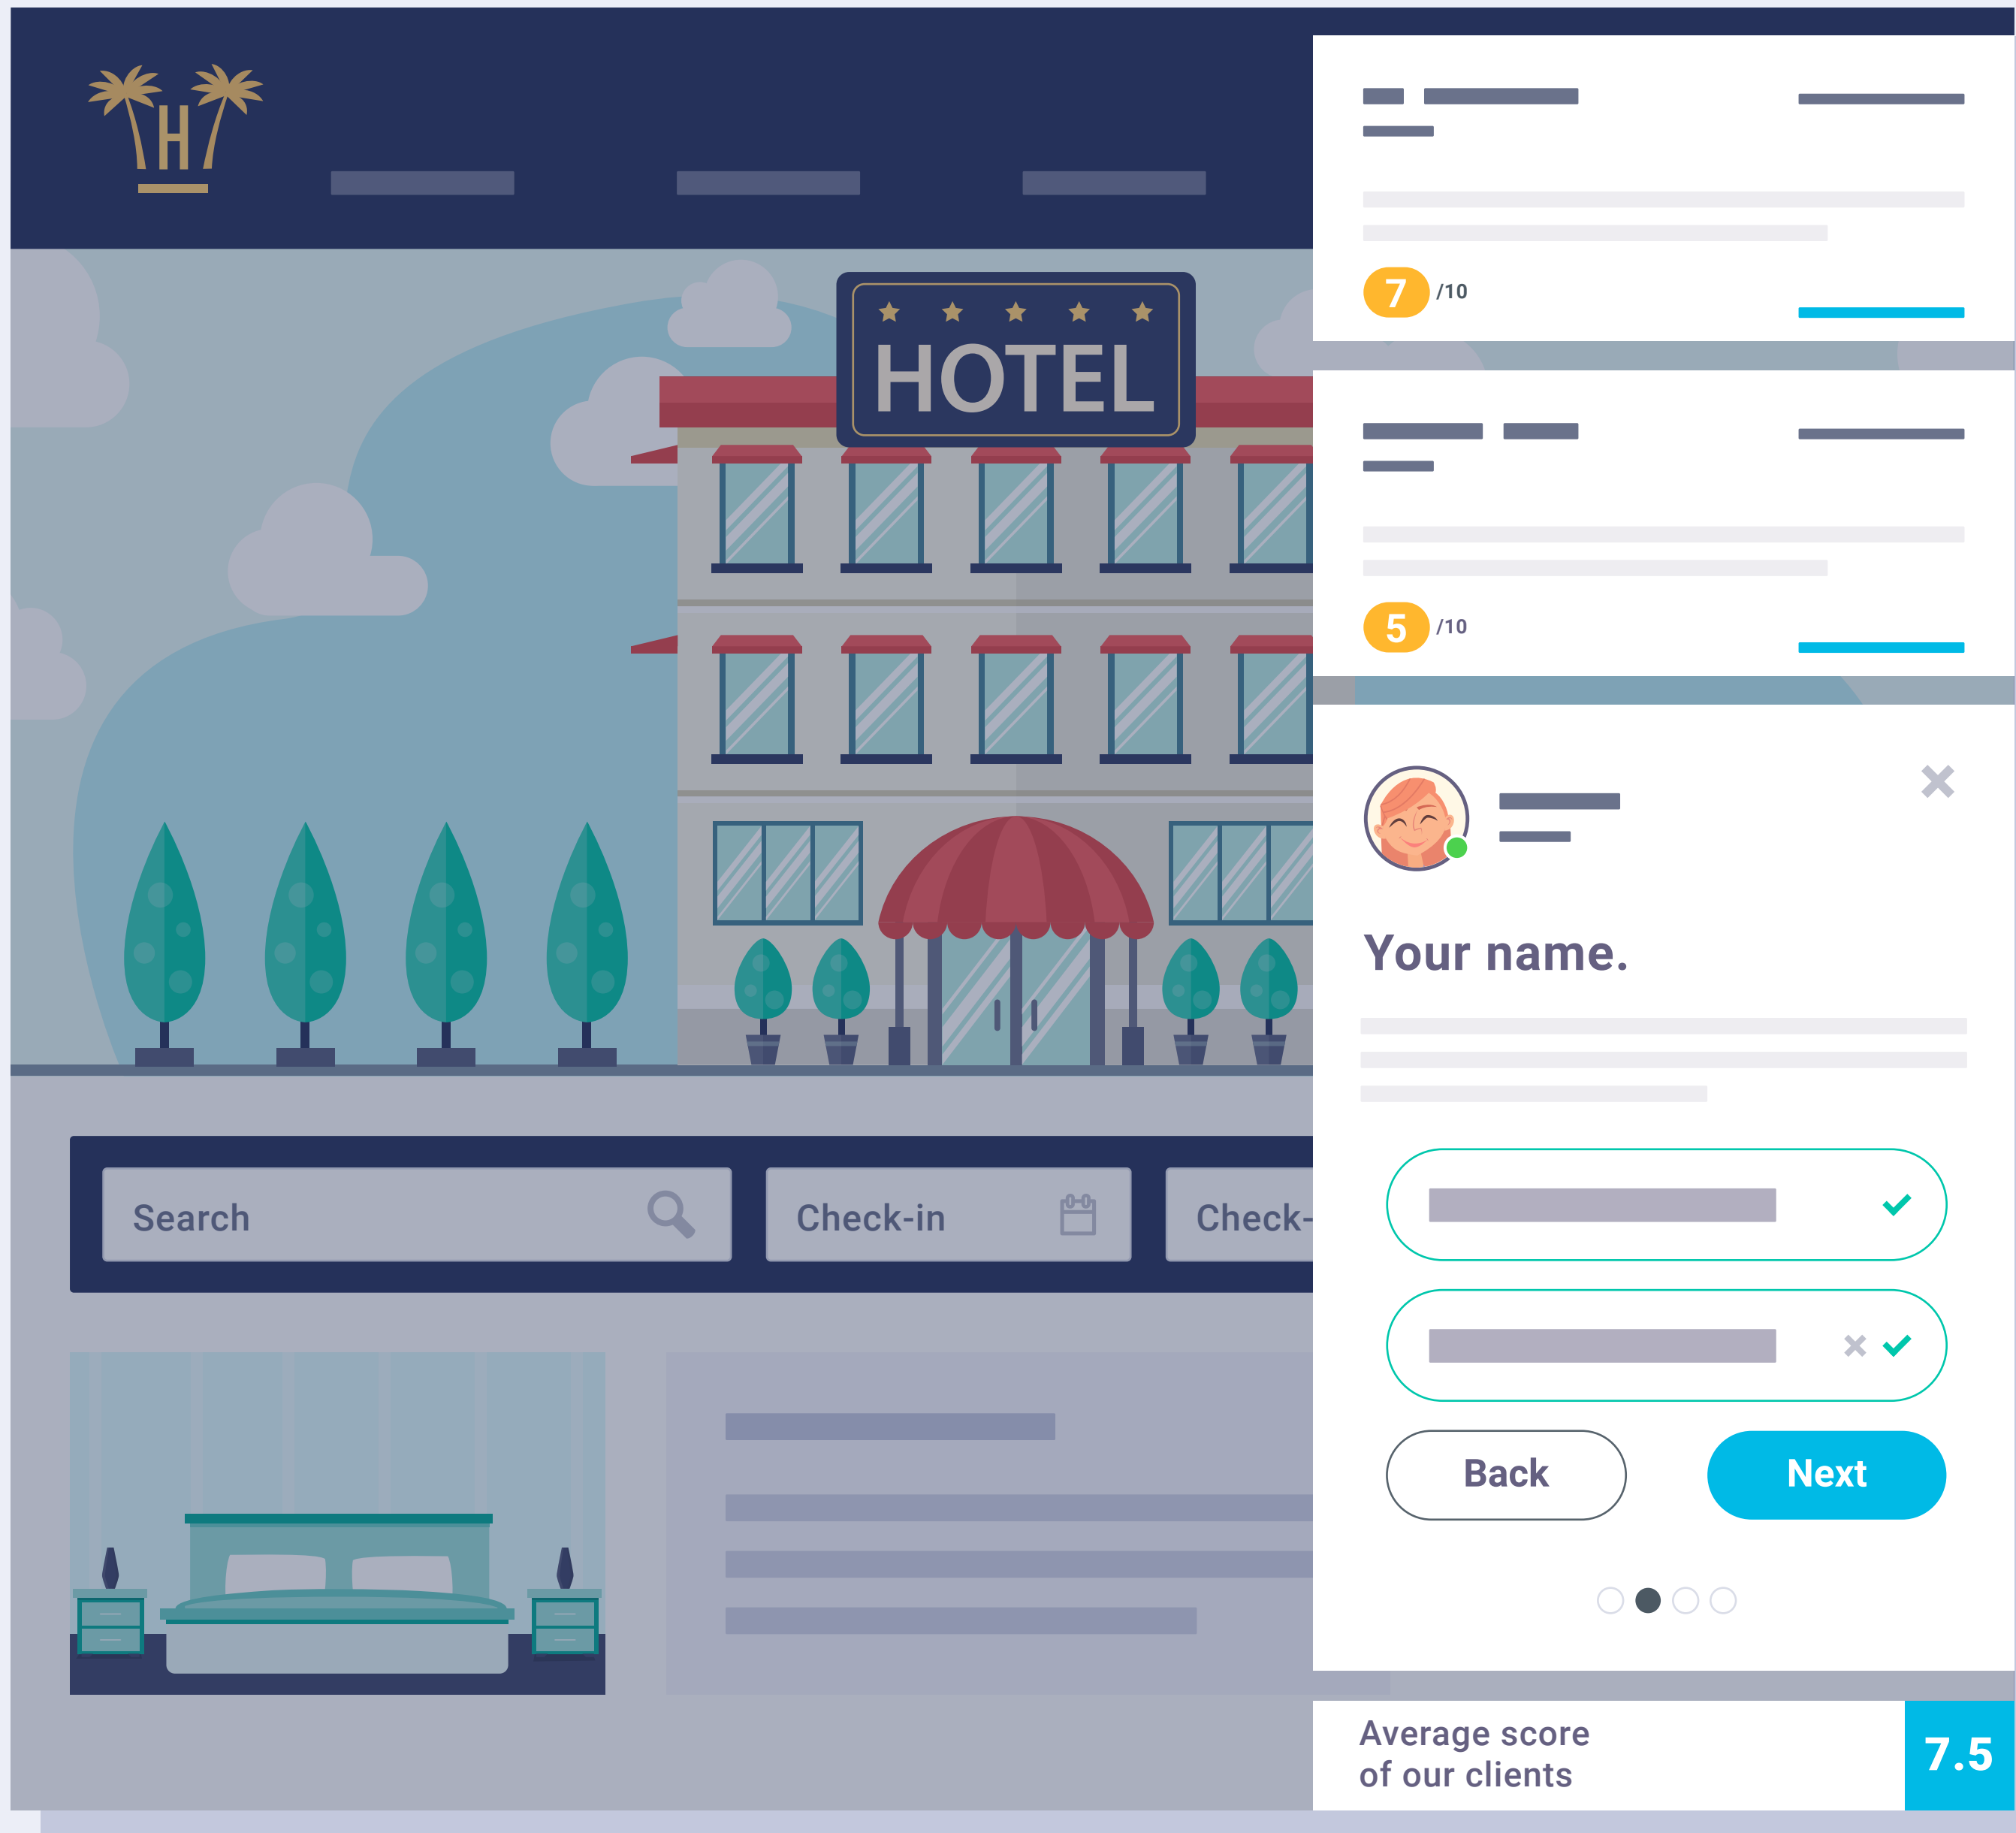 H
HOTEL
Search
Check-in
Check-
7 /10
5 /10
Your name.
Back
Next
Average score
of our clients
7.5